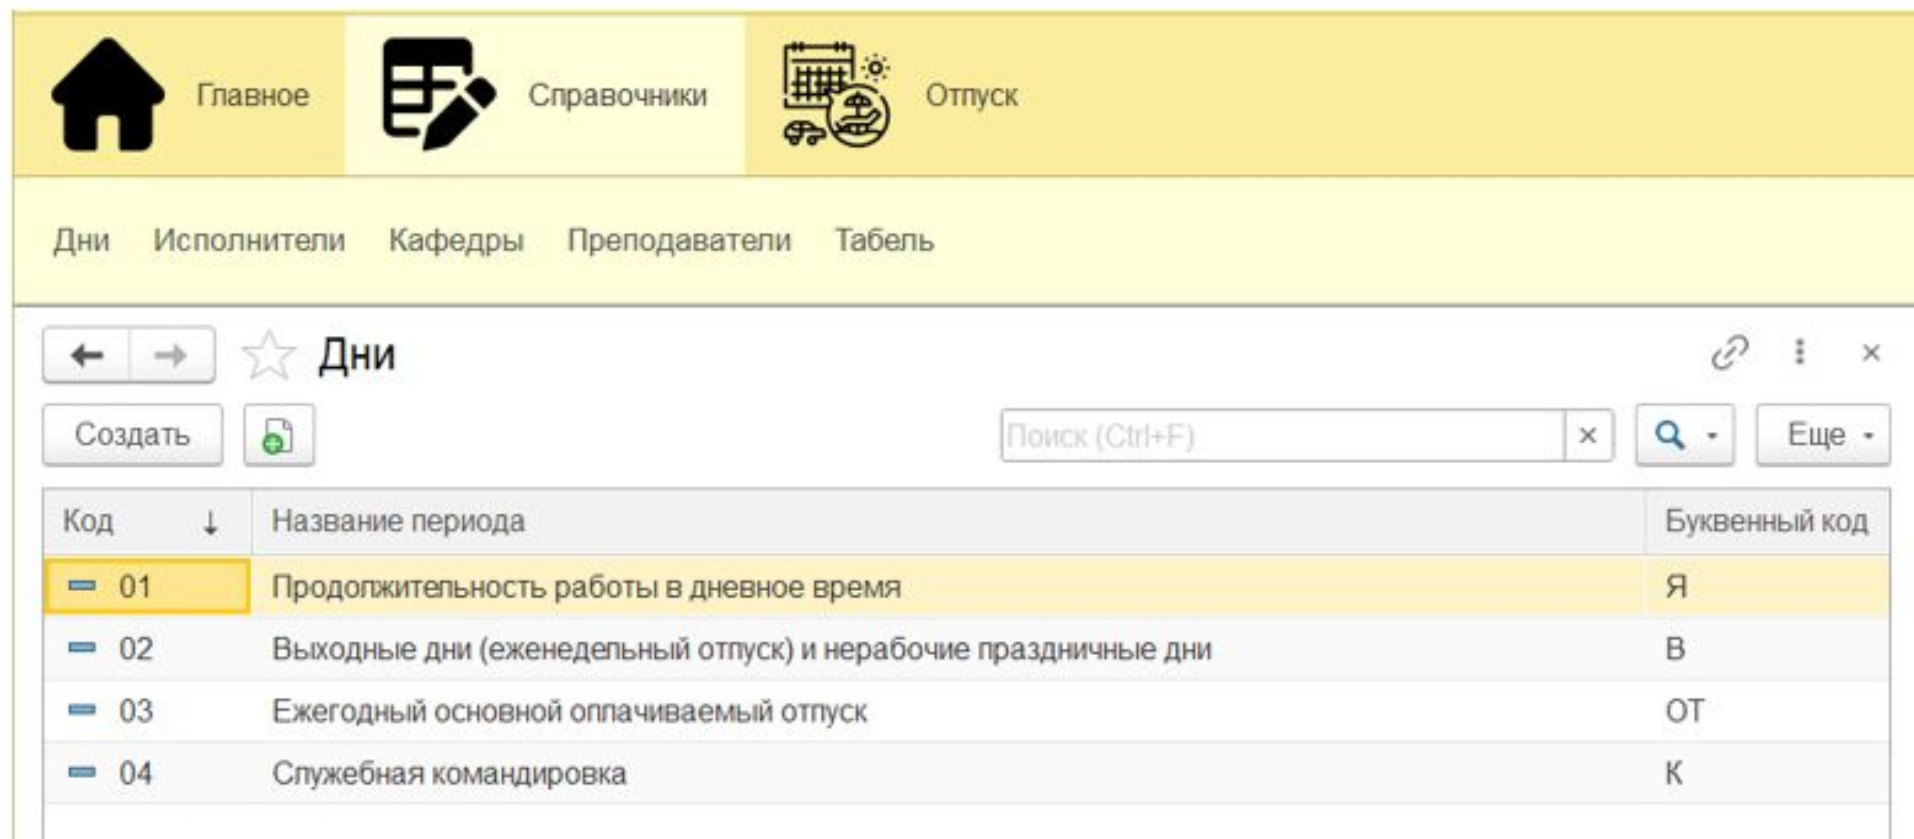 Главное Справочники Отпуск
Дни Исполнители Кафедры Преподаватели Табель
Дни
Создать Поиск (Ctrl+F) Еще
Код Название периода Буквенный код
01 Продолжительность работы в дневное время Я
02 Выходные дни (еженедельный отпуск) и нерабочие праздничные дни В
03 Ежегодный основной оплачиваемый отпуск ОТ
04 Служебная командировка К